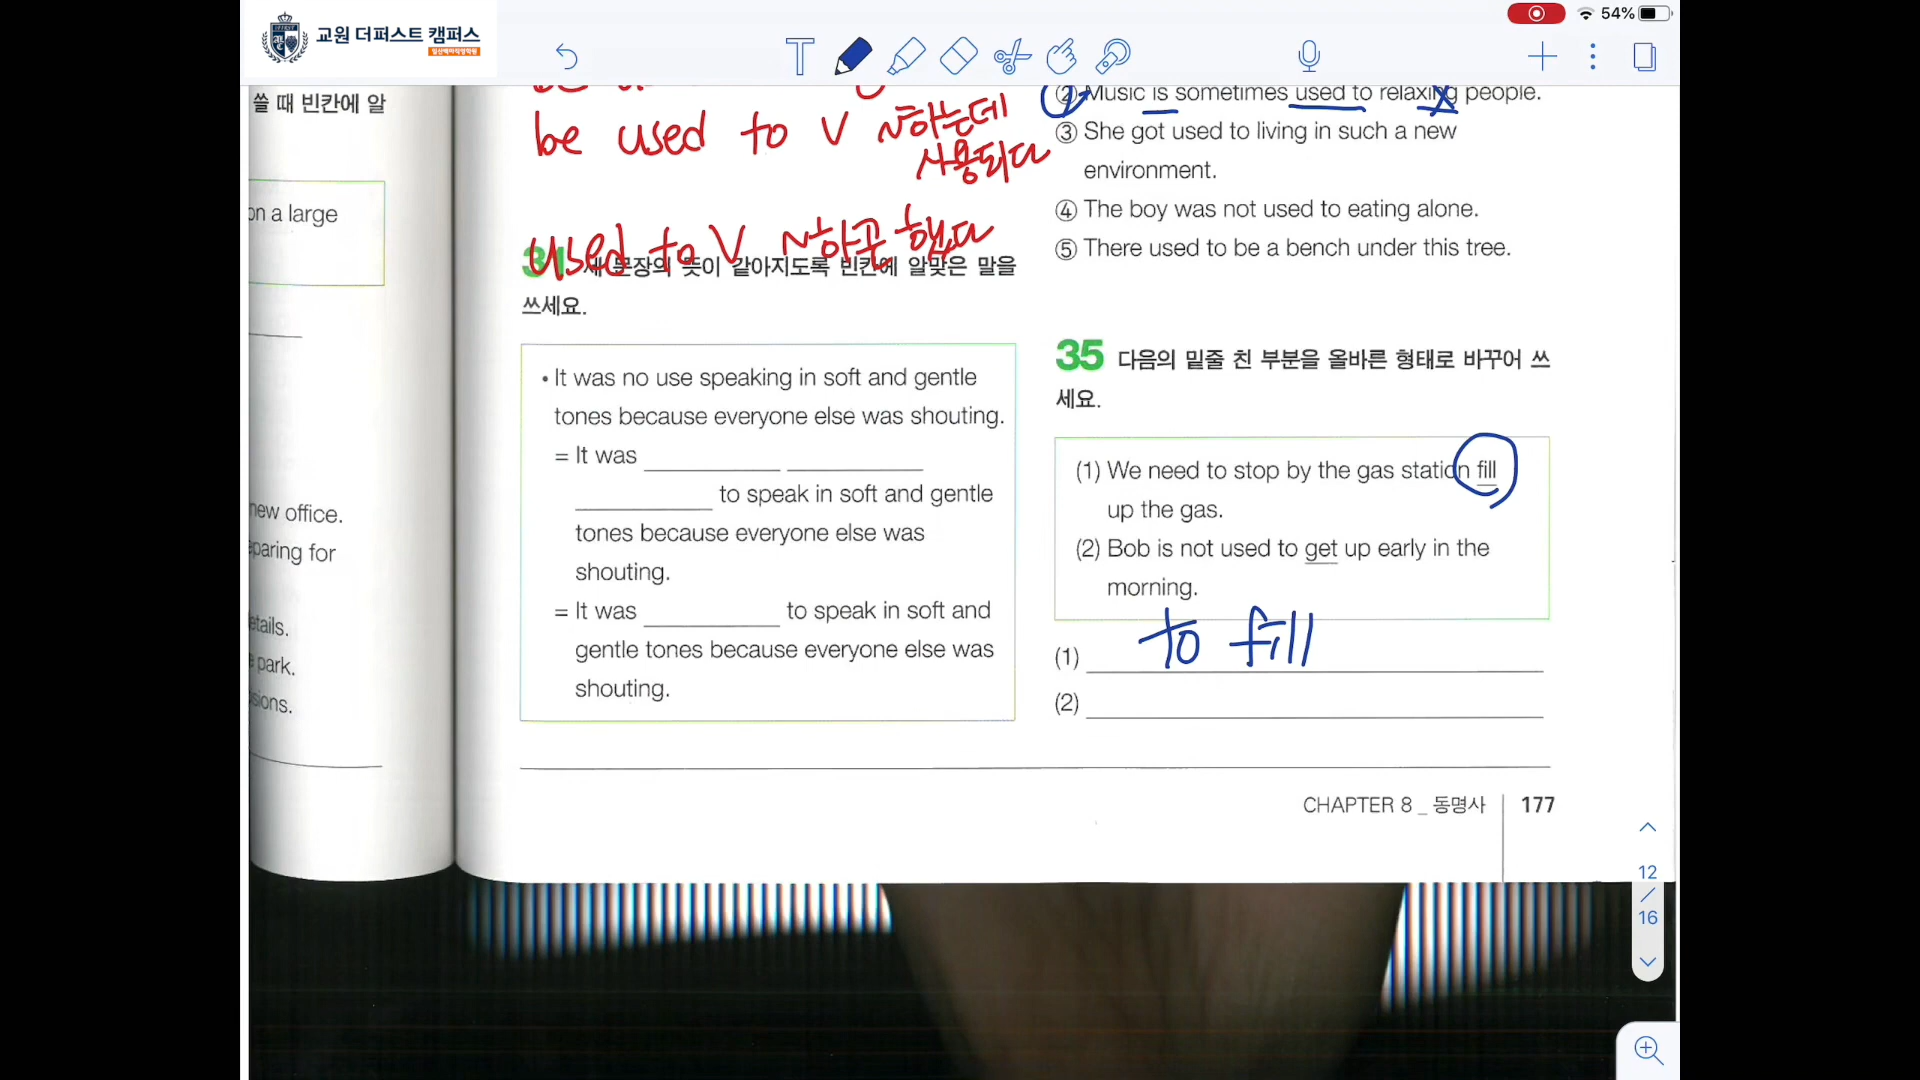 교원 더퍼스트 캠퍼스
54%
쓸 때 빈칸에 알
on a large
new office.
eparing for
etails.
e park.
sions.
be used to V ~하는데
사용되다
used to V ~하곤 했다
31 세 문장의 뜻이 같아지도록 빈칸에 알맞은 말을
쓰세요.
• It was no use speaking in soft and gentle
tones because everyone else was shouting.
= It was
to speak in soft and gentle
tones because everyone else was
shouting.
= It was to speak in soft and
gentle tones because everyone else was
shouting.
② Music is sometimes used to relaxing people.
③ She got used to living in such a new
environment.
④ The boy was not used to eating alone.
⑤ There used to be a bench under this tree.
35 다음의 밑줄 친 부분을 올바른 형태로 바꾸어 쓰
세요.
(1) We need to stop by the gas station fill
up the gas.
(2) Bob is not used to get up early in the
morning.
(1) to fill
(2)
CHAPTER 8 _ 동명사 177
12
/
16